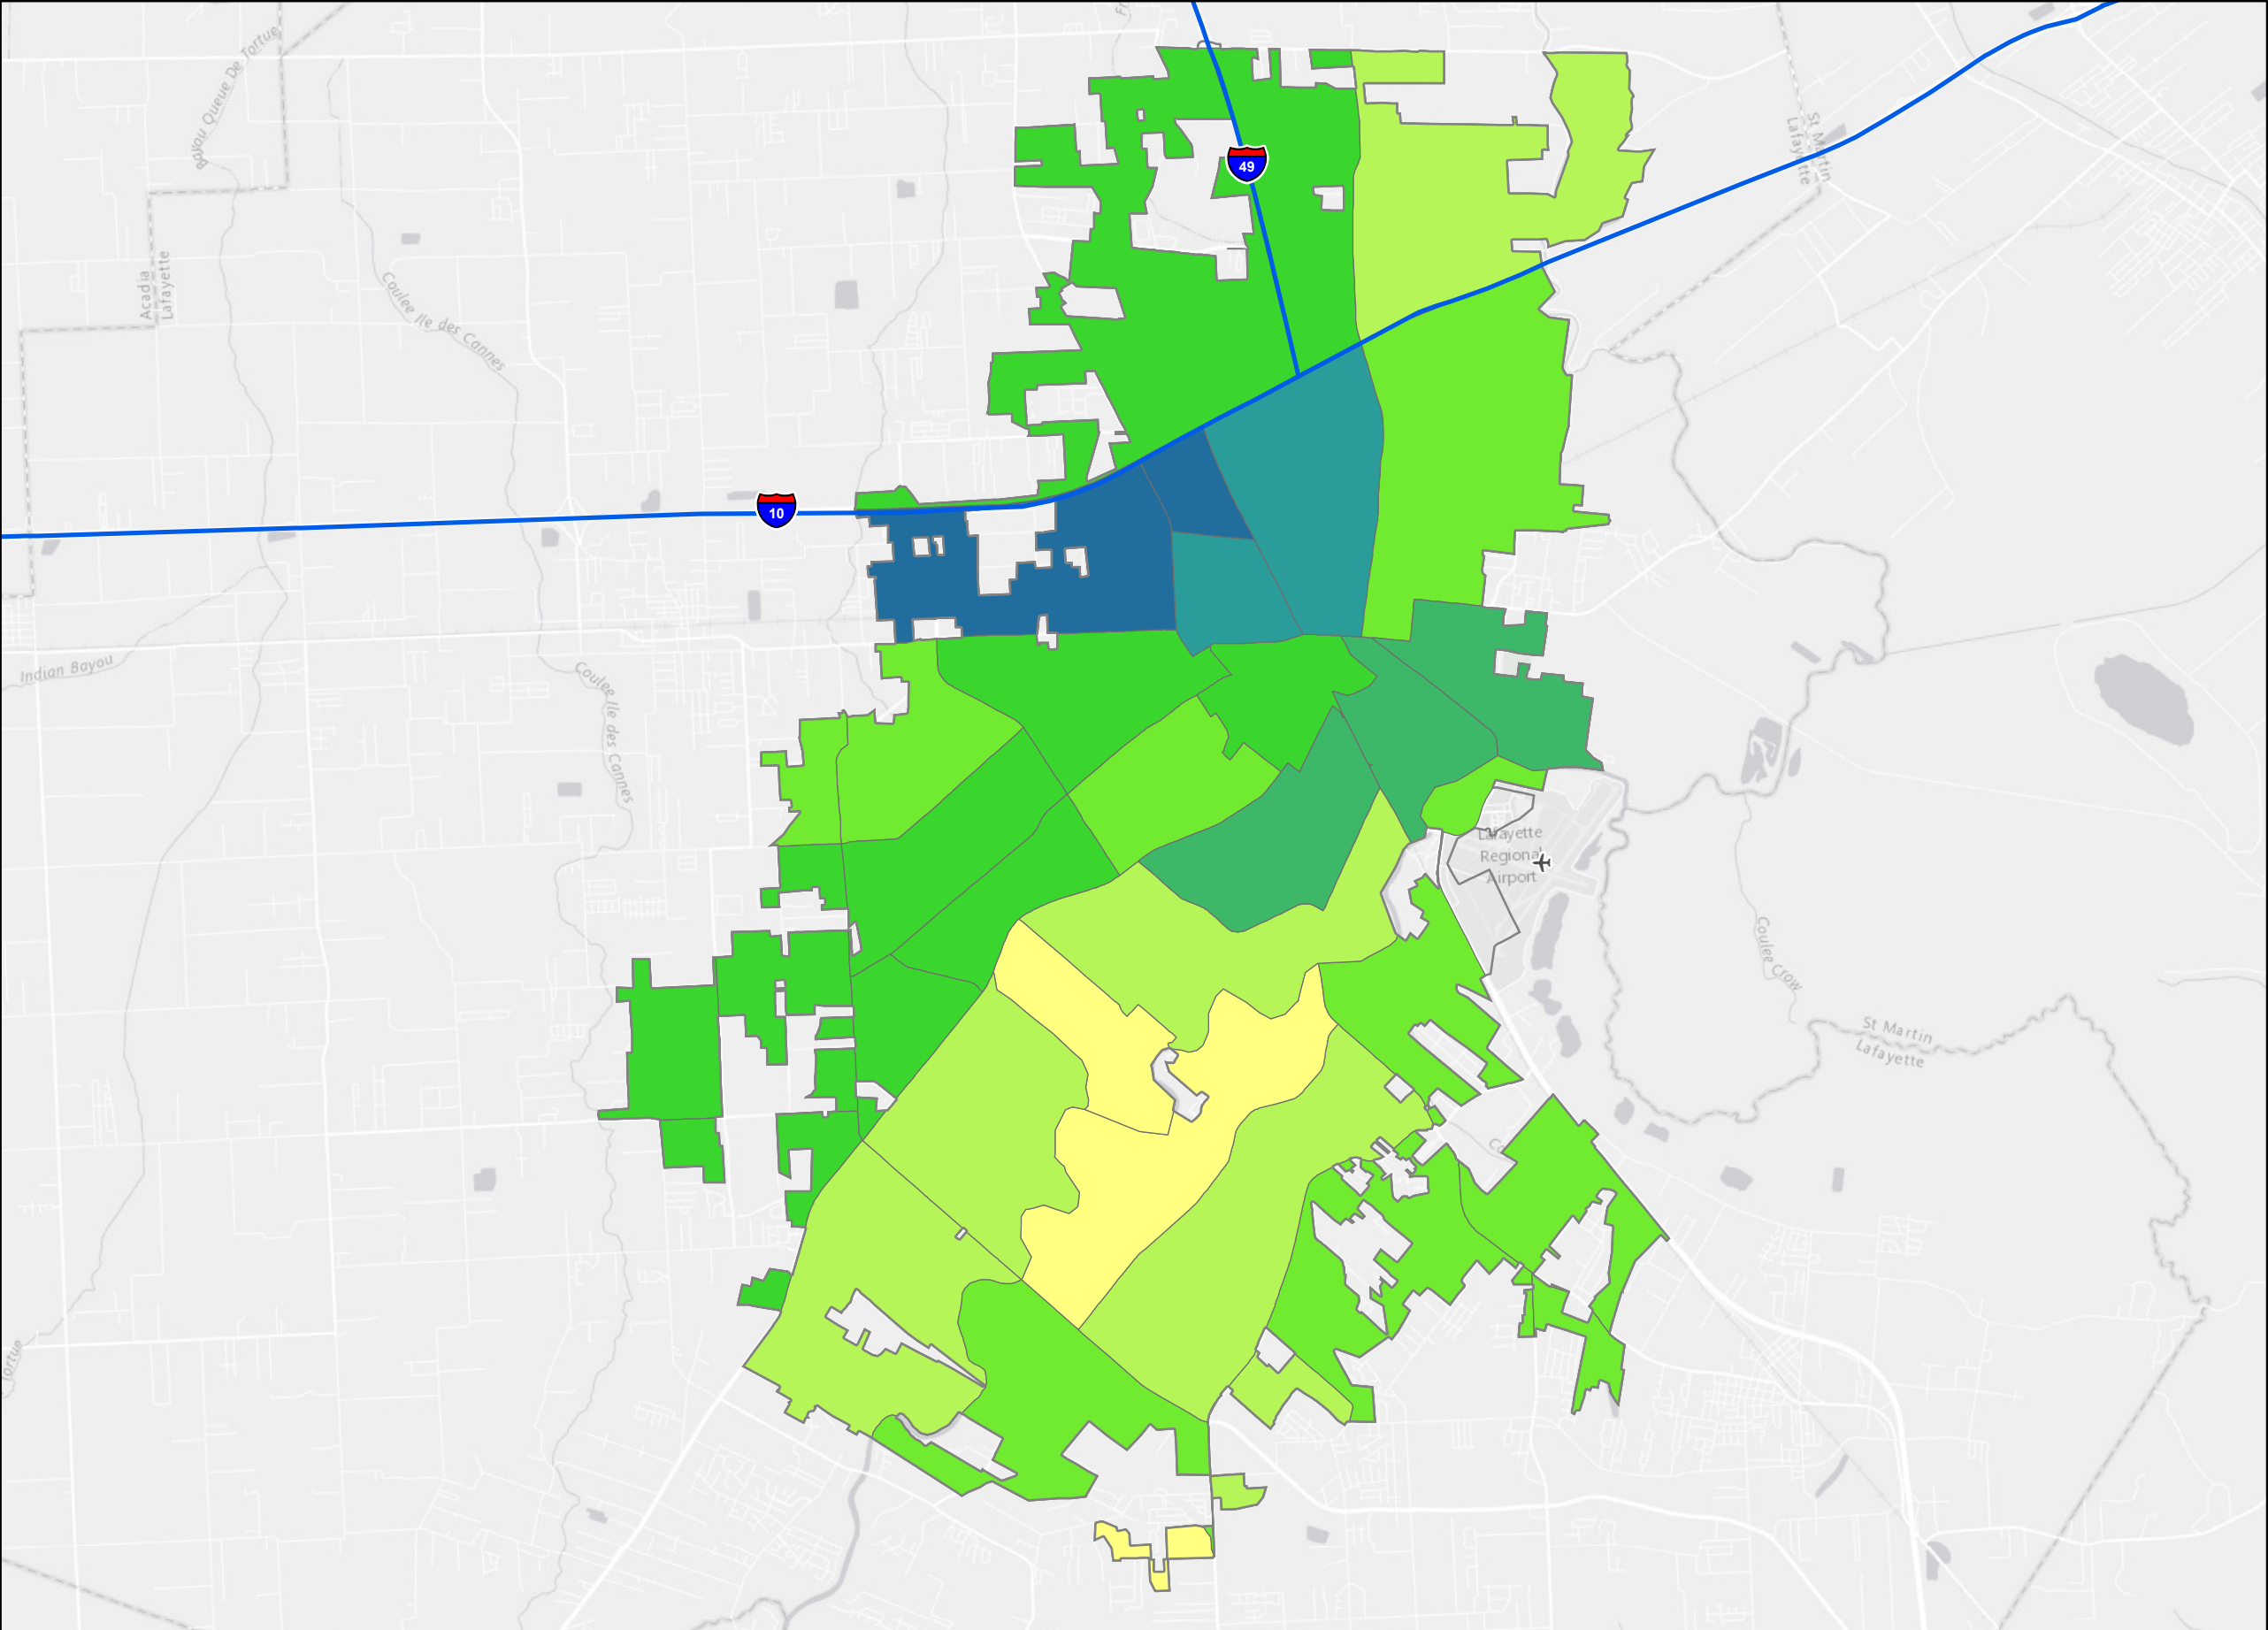 Bayou Queue De Tortue
St Martin
Lafayette
49
Acadia
Lafayette
Coulee Ile des Cannes
10
Indian Bayou
Coulee Ile des Cannes
Lafayette
Regional
Airport
Coulee Crow
St Martin
Lafayette
Tortue